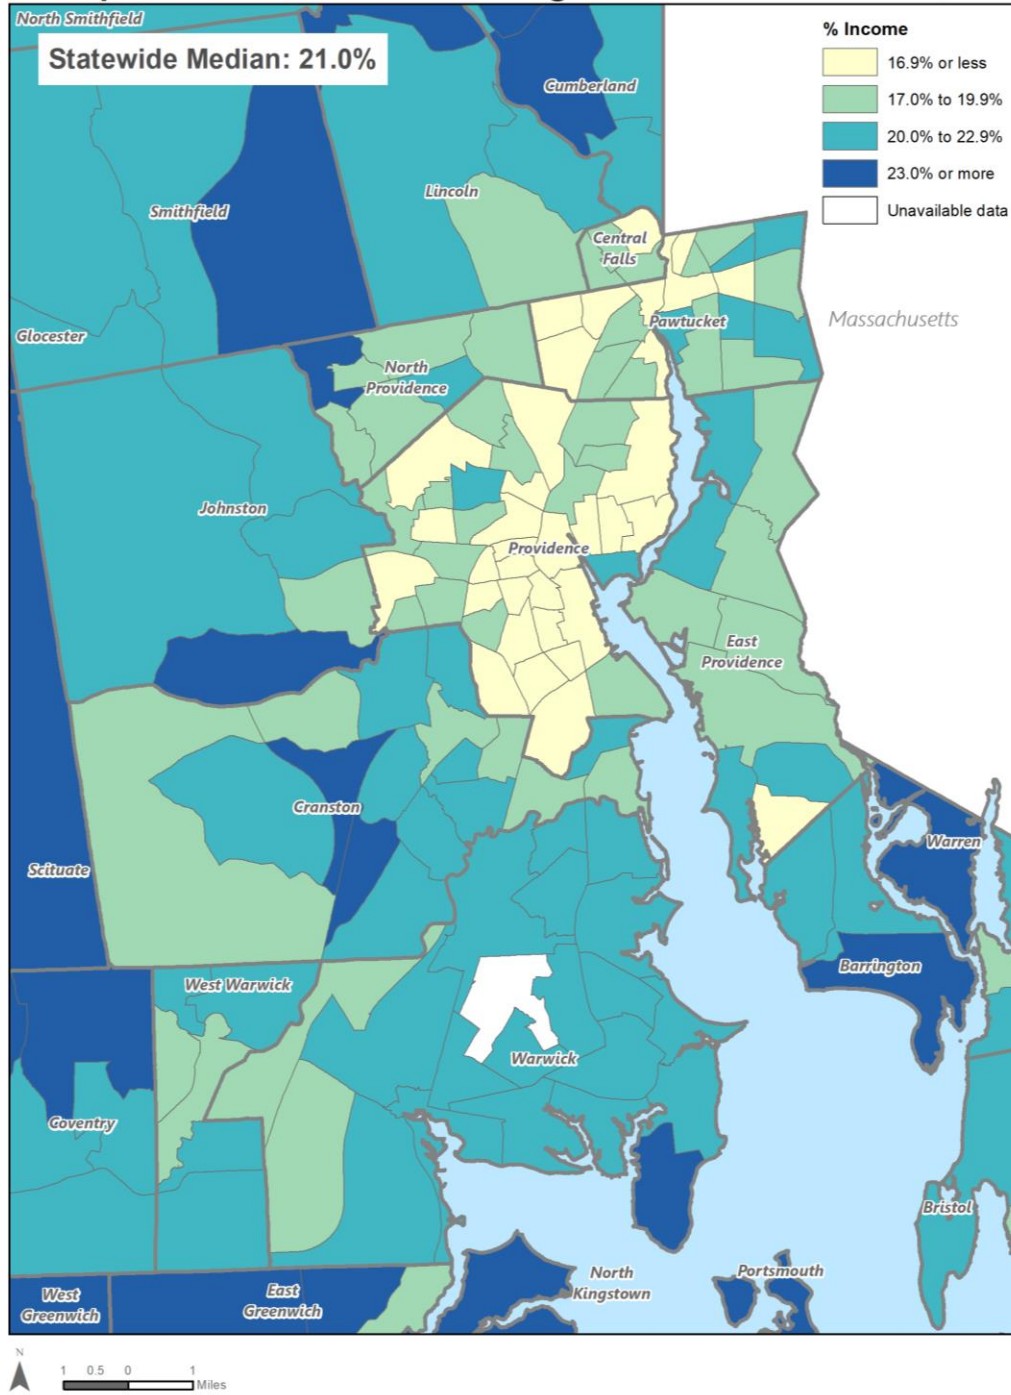 North Smithfield
Statewide Median: 21.0%
% Income
16.9% or less
17.0% to 19.9%
20.0% to 22.9%
23.0% or more
Unavailable data
Cumberland
Smithfield
Lincoln
Central
Falls
Massachusetts
Glocester
Pawtucket
North
Providence
Johnston
Providence
East
Providence
Cranston
Scituate
Warren
Barrington
West Warwick
Warwick
Coventry
Bristol
West
Greenwich
East
Greenwich
North
Kingstown
Portsmouth
N
1 0.5 0 1
Miles